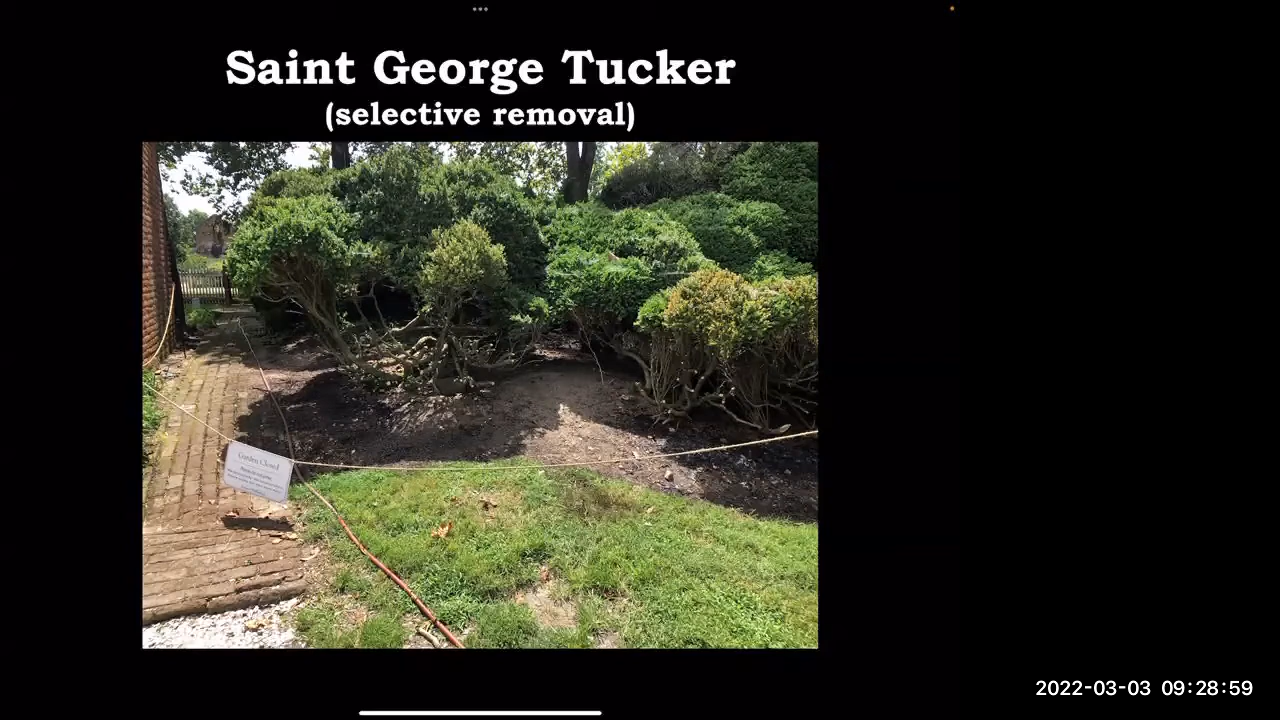 Saint George Tucker
(selective removal)
Garden Closed
2022-03-03 09:28:59